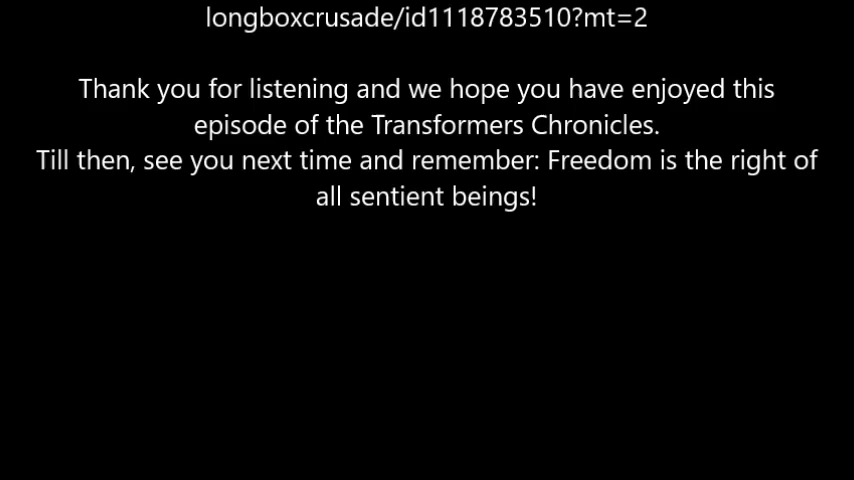 longboxcrusade/id1118783510?mt=2
Thank you for listening and we hope you have enjoyed this
episode of the Transformers Chronicles.
Till then, see you next time and remember: Freedom is the right of
all sentient beings!